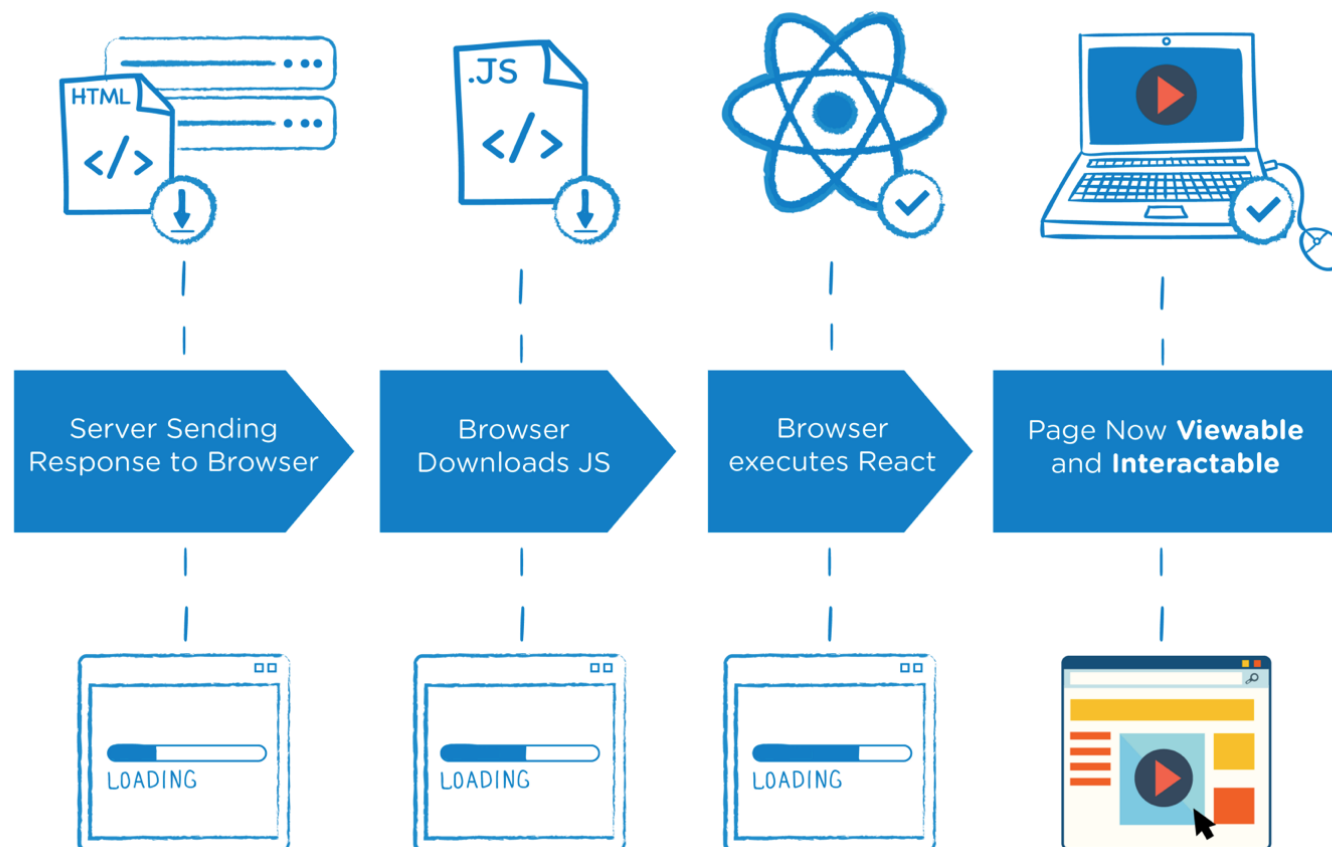 HTML
</>
.JS
</>
Server Sending
Response to Browser
Browser
Downloads JS
Browser
executes React
Page Now Viewable
and Interactable
LOADING
LOADING
LOADING